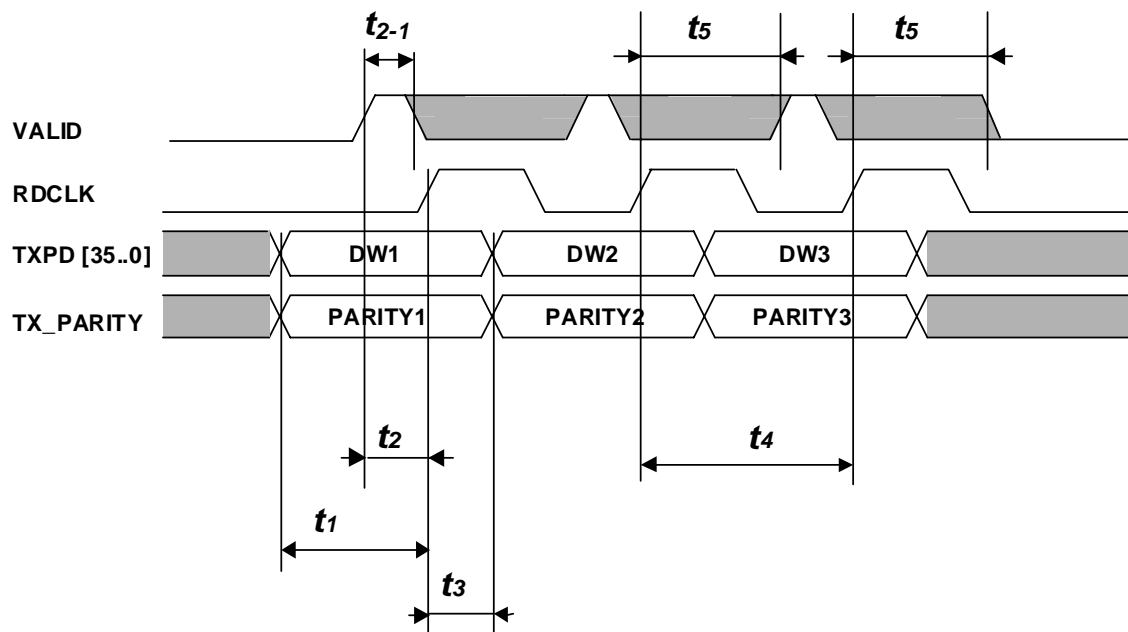 t2-1
t5
t5
VALID
RDCLK
TXPD [35..0]
DW1
DW2
DW3
TX_PARITY
PARITY1
PARITY2
PARITY3
t2
t4
t1
t3